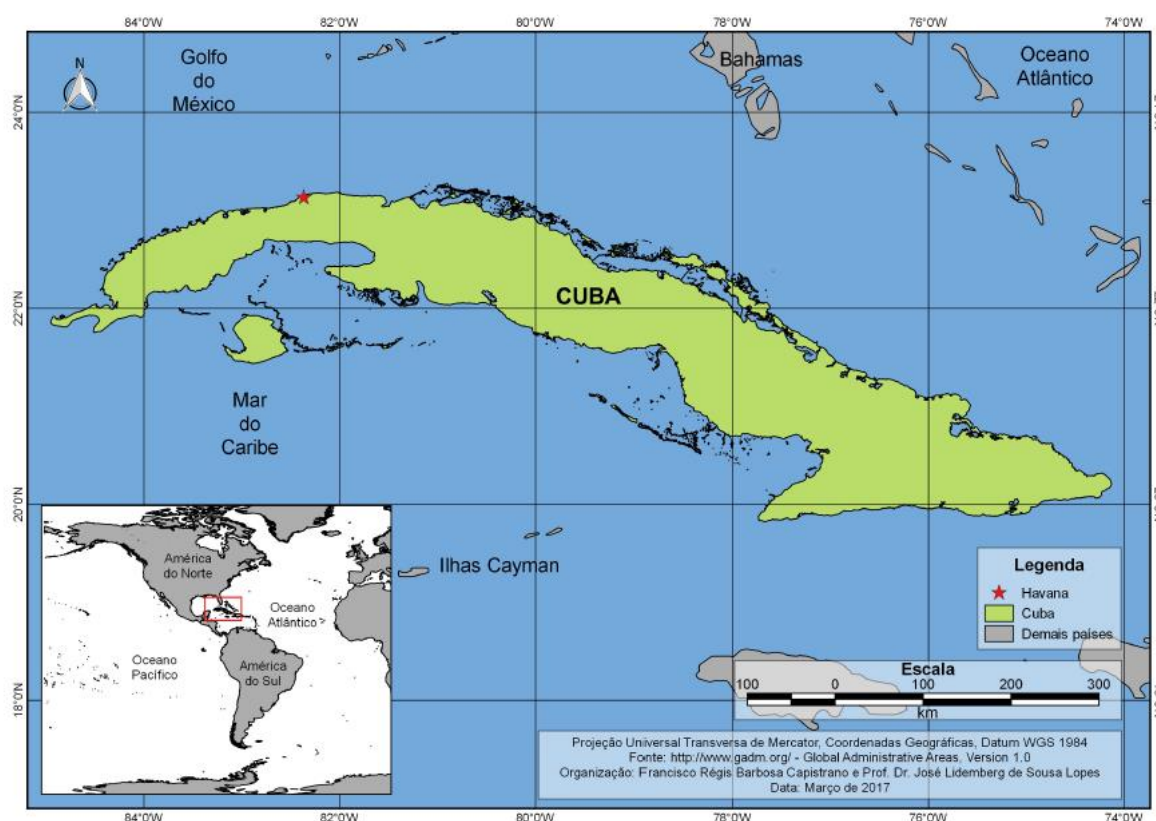 84°0'W
82°0'W
80°0'W
78°0'W
76°0'W
74°0'W
Golfo
do
México
N
Bahamas
Oceano
Atlântico
24°0'N
CUBA
22°0'N
Mar
do
Caribe
20°0'N
Ilhas Cayman
América
do Norte
Oceano
Atlântico >
Oceano
Pacífico
América
do Sul
Legenda
Havana
Cuba
Demais países
18°0'N
Escala
100 0 100 200 300
km
Projeção Universal Transversa de Mercator, Coordenadas Geográficas, Datum WGS 1984
Fonte: http://www.gadm.org/ - Global Administrative Areas, Version 1.0
Organização: Francisco Régis Barbosa Capistrano e Prof. Dr. José Lidemberg de Sousa Lopes
Data: Março de 2017
84°0'W
82°0'W
80°0'W
78°0'W
76°0'W
74°0'W